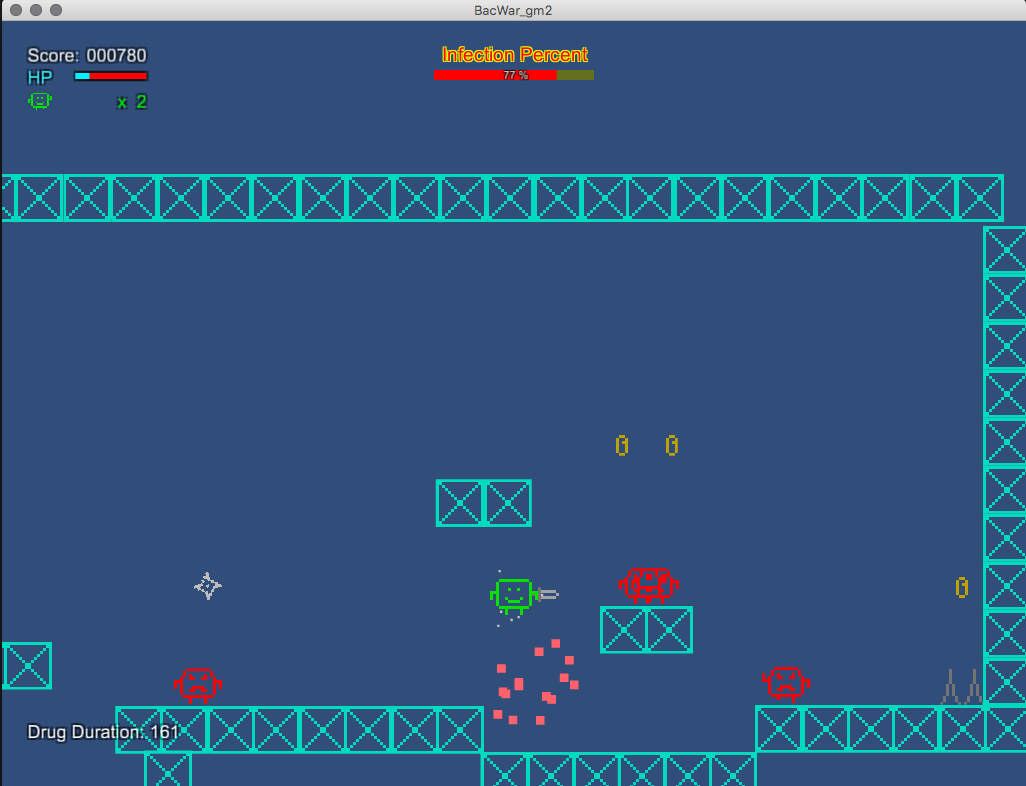 BacWar_gm2
Score: 000780
Infection Percent
HP
77 %
x 2
Drug Duration: 161